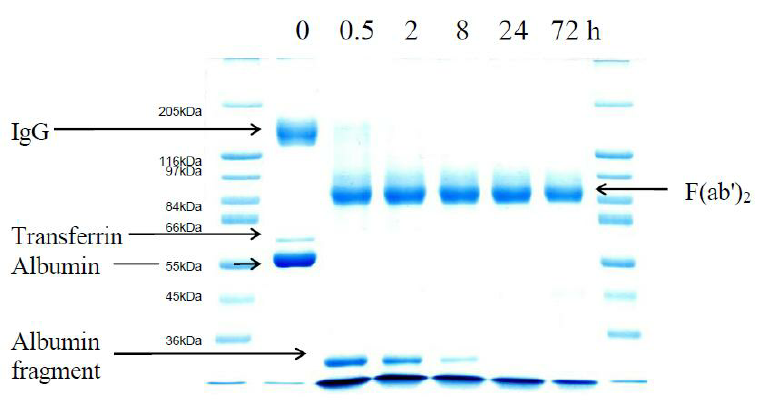 0 0.5 2 8 24 72 h
205kDa
IgG
116kDa
97kDa
84kDa
F(ab')₂
66kDa
Transferrin
Albumin
55kDa
45kDa
36kDa
Albumin
fragment